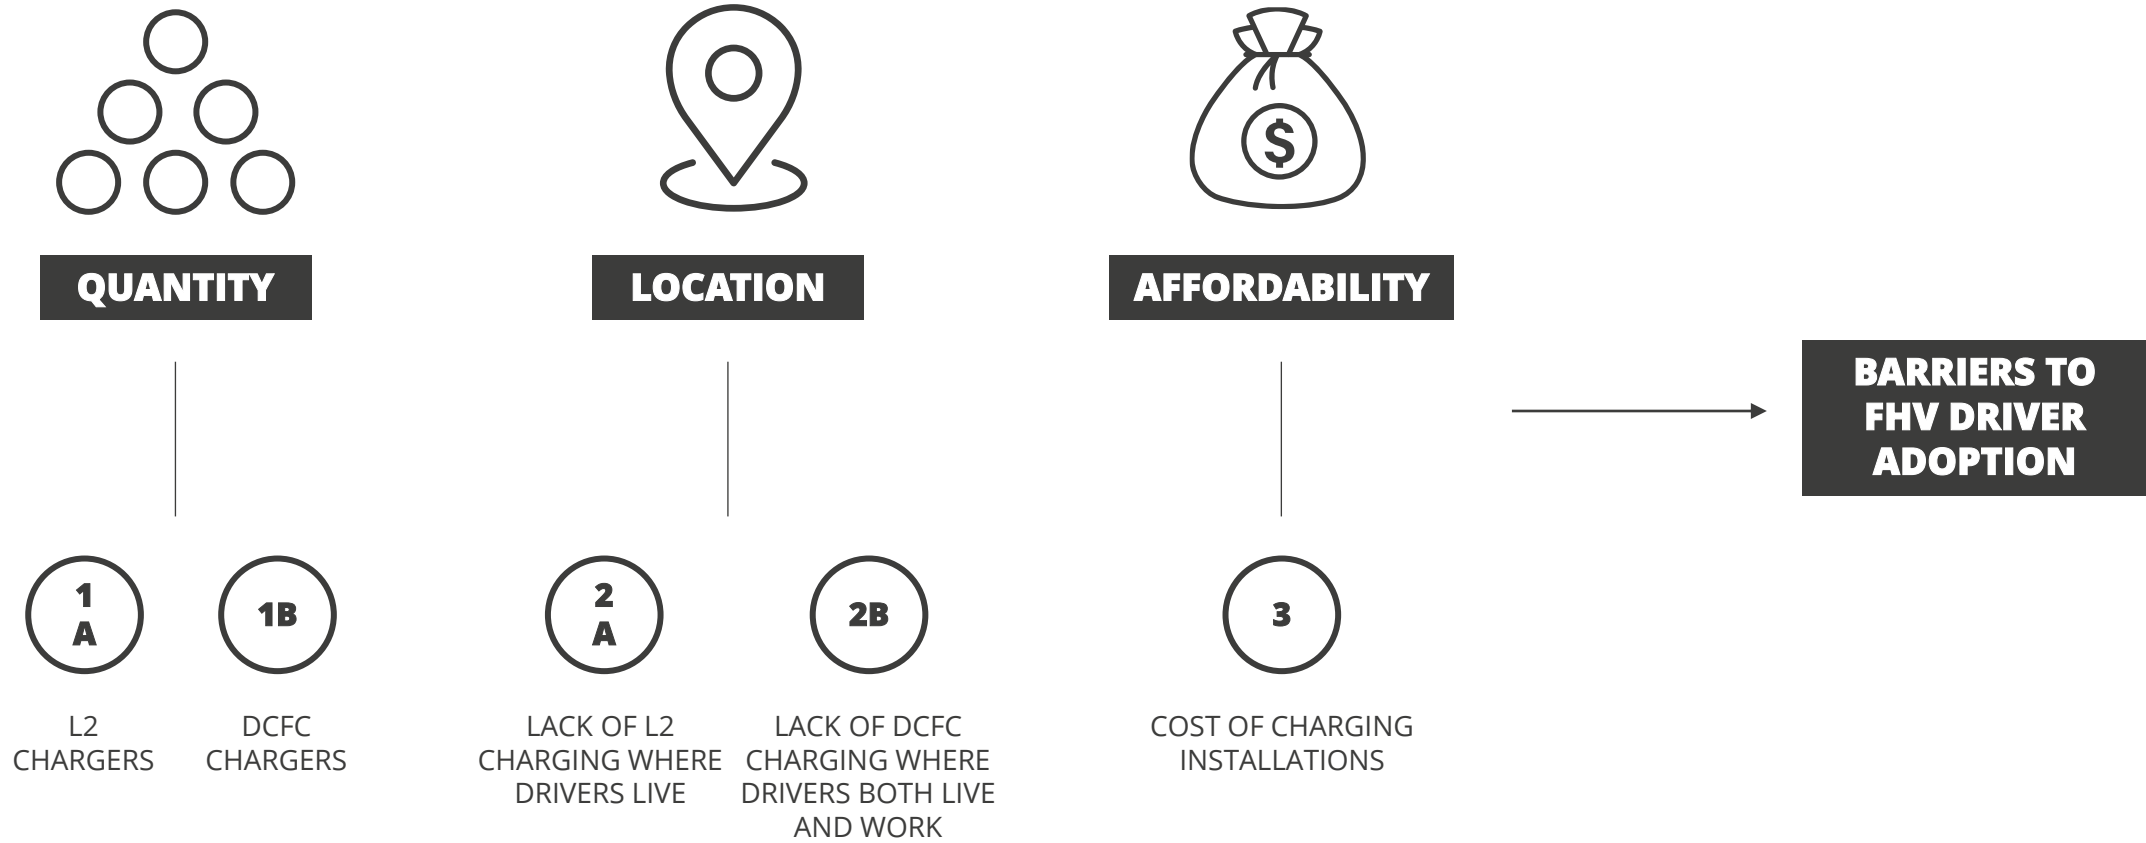 $
QUANTITY
LOCATION
AFFORDABILITY
BARRIERS TO
FHV DRIVER
ADOPTION
1
A
1B
2
A
2B
3
L2
CHARGERS
DCFC
CHARGERS
LACK OF L2
CHARGING WHERE
DRIVERS LIVE
LACK OF DCFC
CHARGING WHERE
DRIVERS BOTH LIVE
AND WORK
COST OF CHARGING
INSTALLATIONS